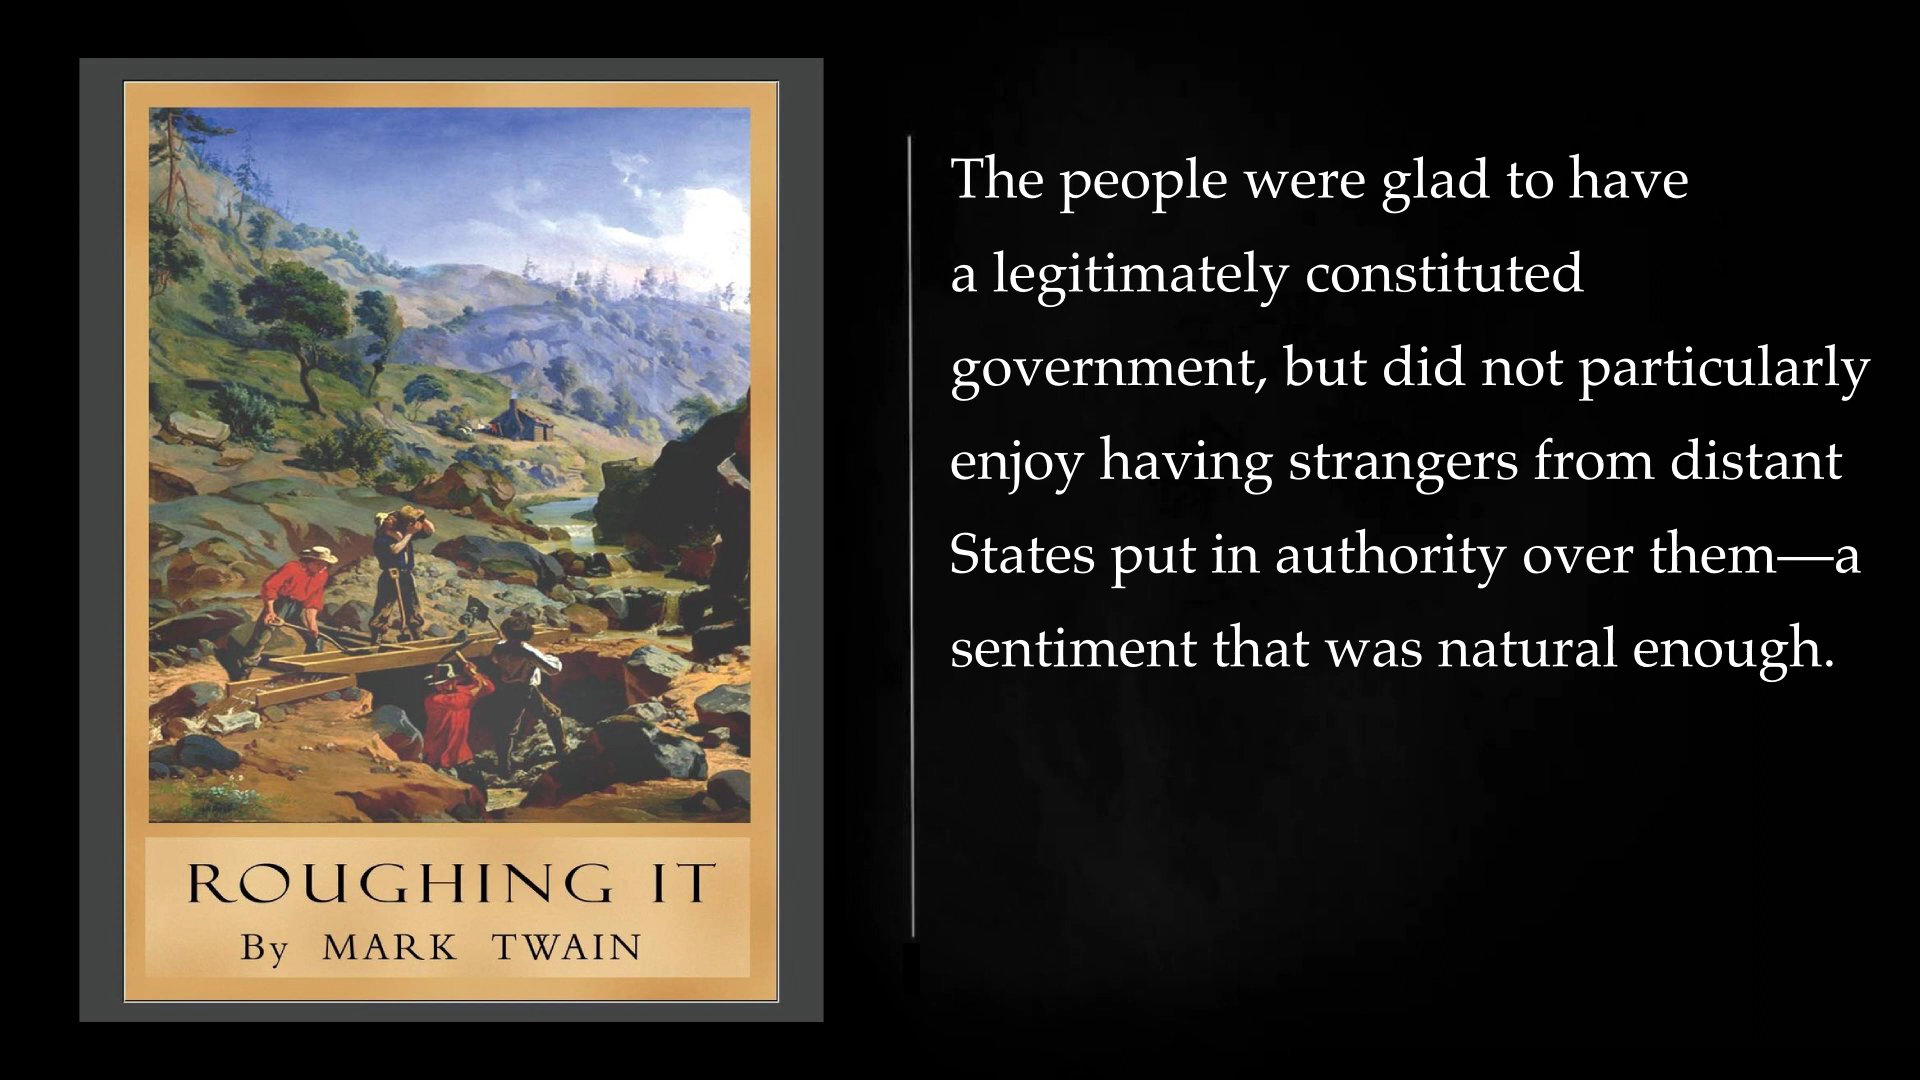 ROUGHING IT
By MARK TWAIN
The people were glad to have
a legitimately constituted
government, but did not particularly
enjoy having strangers from distant
States put in authority over them—a
sentiment that was natural enough.